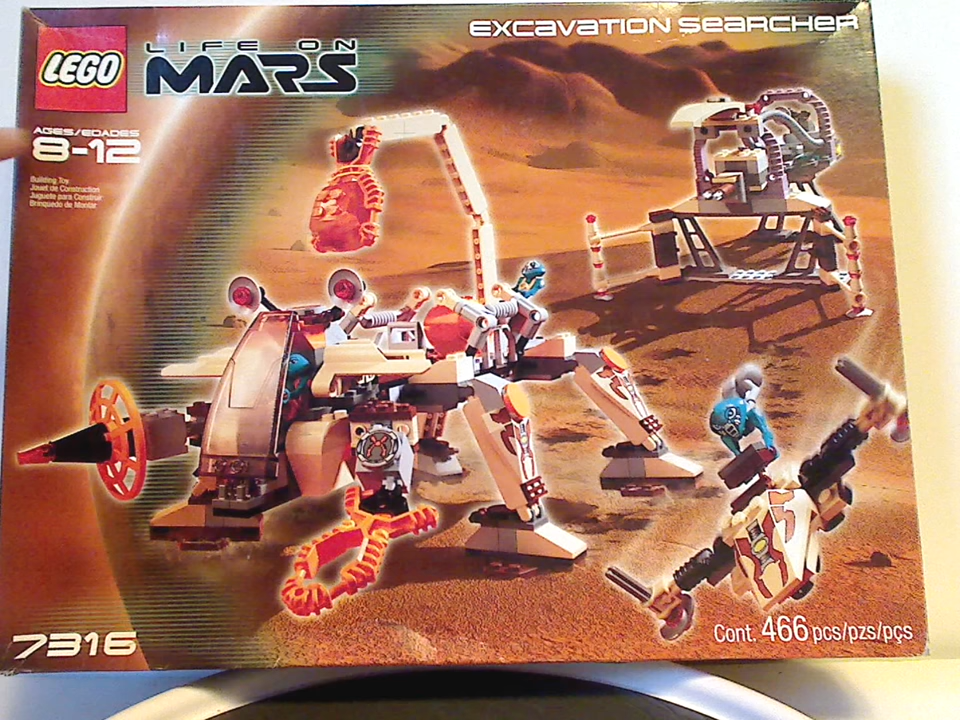 EXCAVATION SEARCHER
LEGO
LIFE ON
MARS
AGES/EDADES
8-12
Building Toy
Jouet de Construction
Juguete para Construir
Brinquedo de Montar
5
7316
Cont. 466 pcs/pzs/pçs